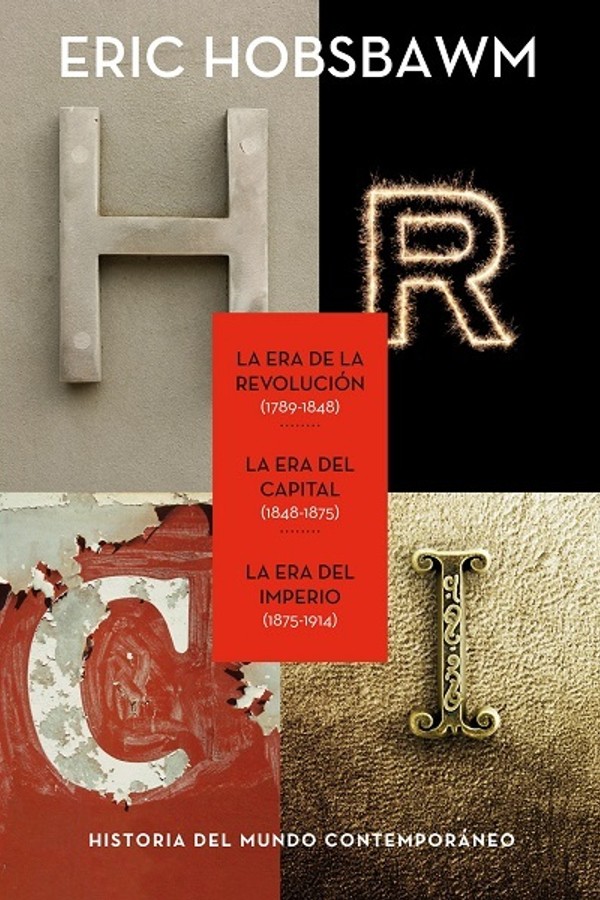 ERIC HOBSBAWM
H
R
LA ERA DE LA
REVOLUCIÓN
(1789-1848)
LA ERA DEL
CAPITAL
(1848-1875)
LA ERA DEL
IMPERIO
(1875-1914)
C
I
HISTORIA DEL MUNDO CONTEMPORÁNEO